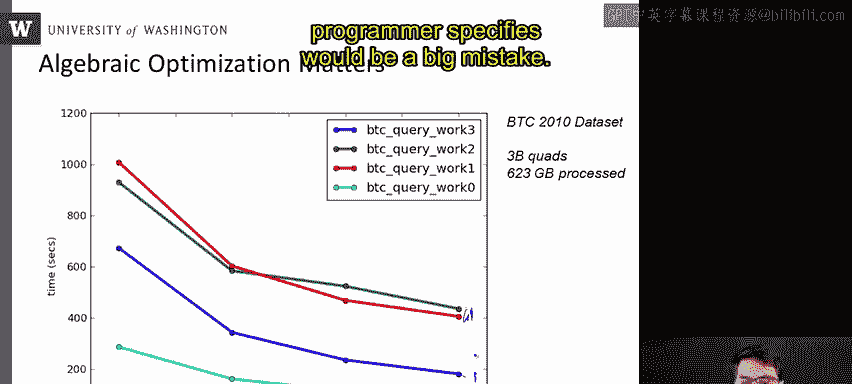 W UNIVERSITY of WASHINGTON
programmer specifies
would be a big mistake.
Algebraic Optimization Matters
1200
1000
800
600
400
200
time (secs)
btc_query_work3
btc_query_work2
btc_query_work1
btc_query_work0
BTC 2010 Dataset
3B quads
623 GB processed
中英字幕课程资源@bilibili.com